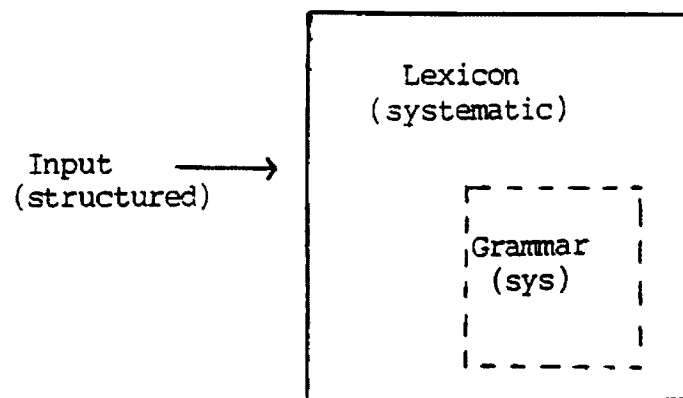 Lexicon
(systematic)
Input
(structured)
Grammar
(sys)